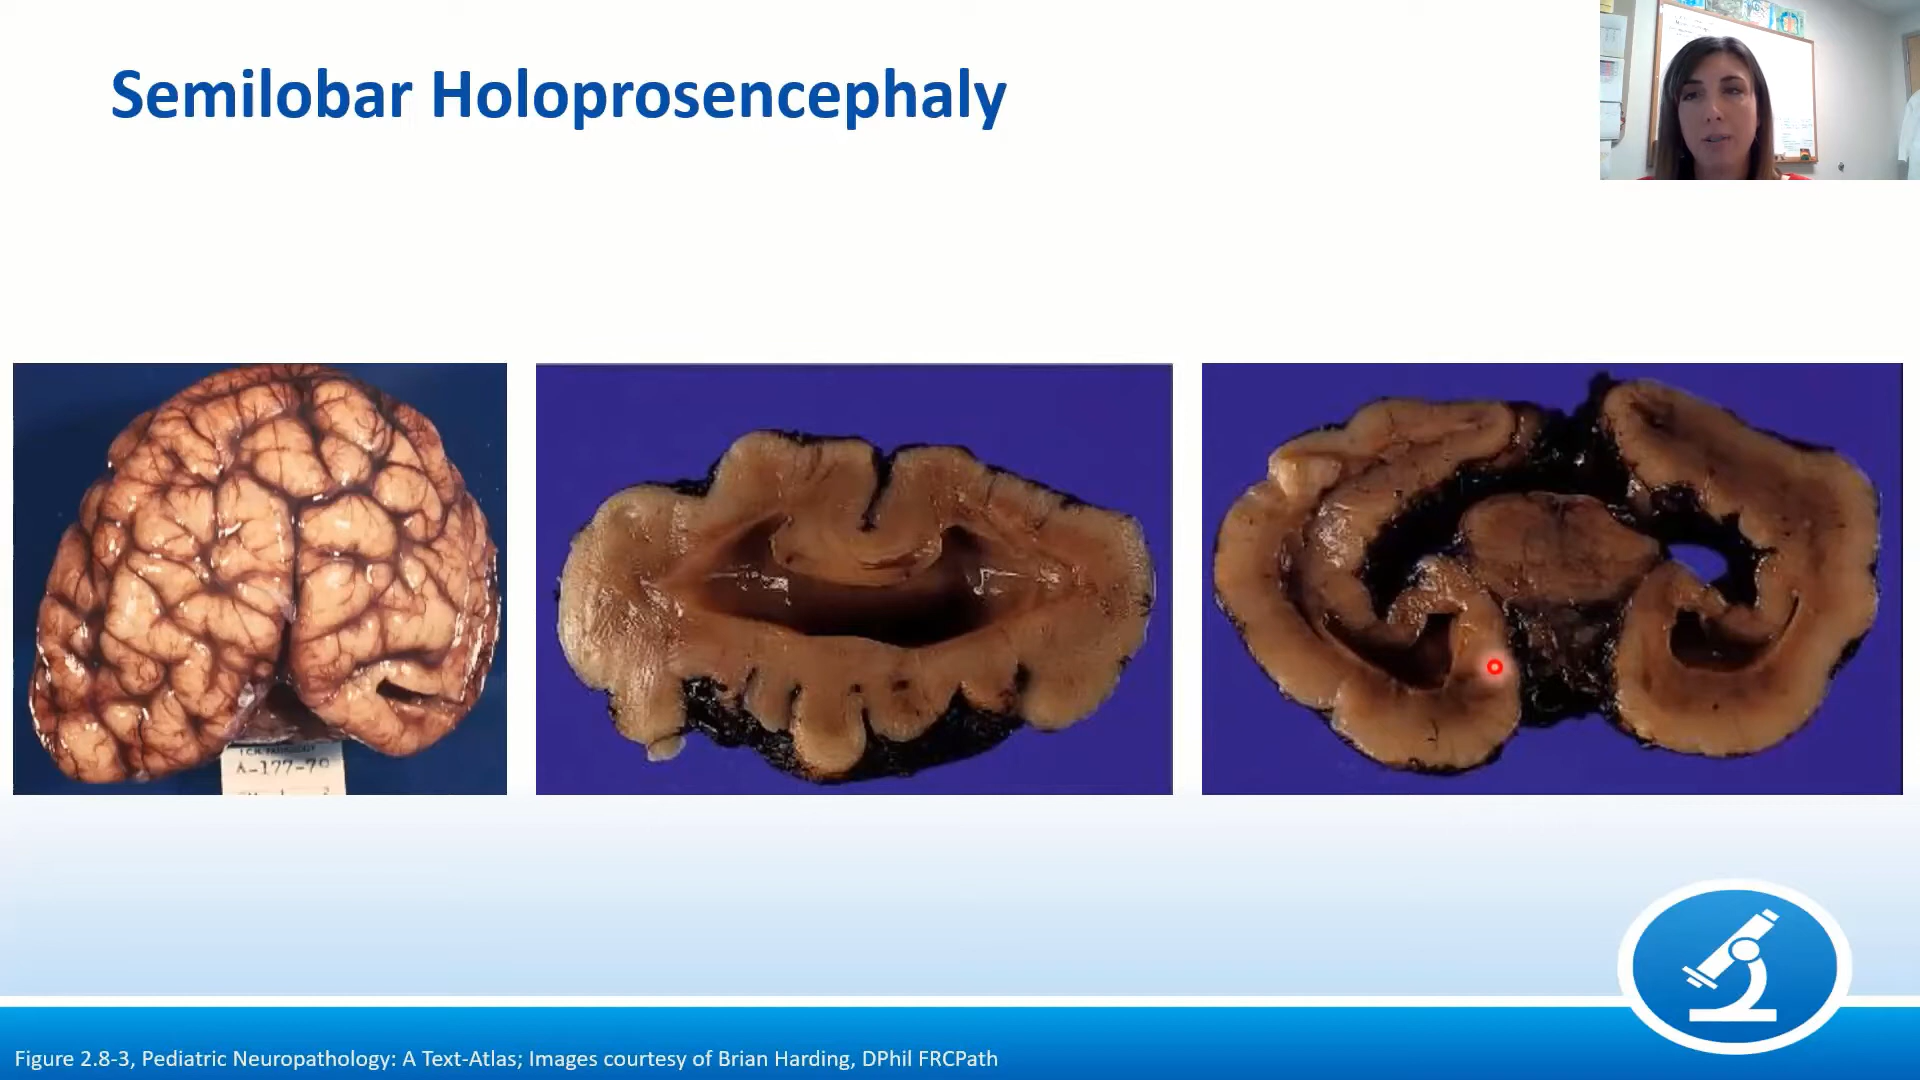 Semilobar Holoprosencephaly
A-177-70
Figure 2.8-3, Pediatric Neuropathology: A Text-Atlas; Images courtesy of Brian Harding, DPhil FRCPath